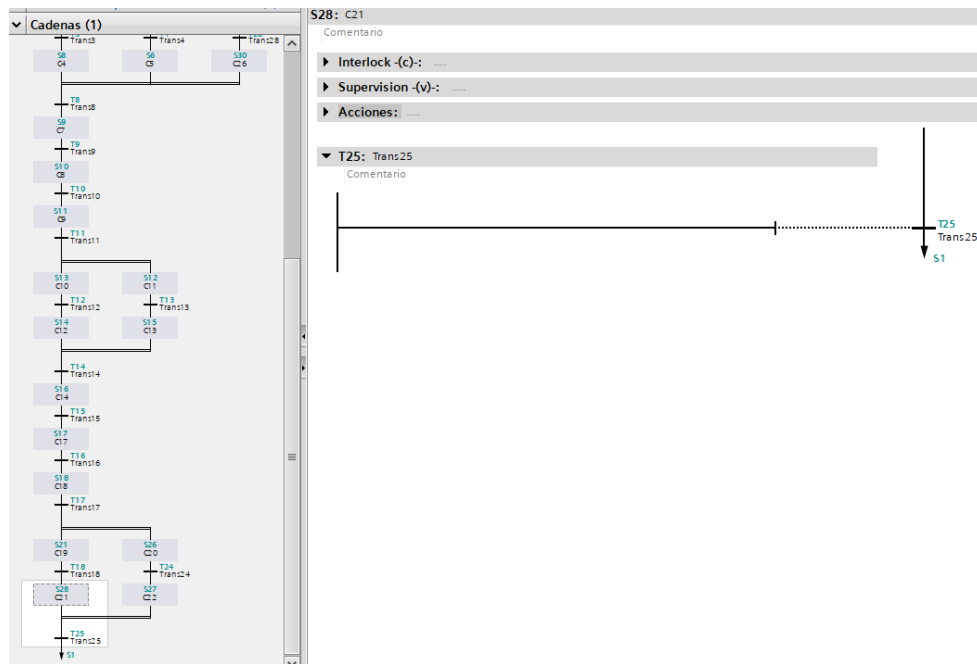 Cadenas (1)
Trans3
Trans4
Trans28
S8
C4
S6
C5
S30
C26
T8
Trans8
S9
C7
T9
Trans9
S10
C8
T10
Trans10
S11
C9
T11
Trans11
S13
C10
S12
C11
T12
Trans12
T13
Trans13
S14
C12
S15
C13
T14
Trans14
S16
C14
T15
Trans15
S17
C17
T16
Trans16
S18
C18
T17
Trans17
S21
C19
S26
C20
T18
Trans18
T24
Trans24
S28
C21
S27
C22
T25
Trans25
S1
S28: C21
Comentario
Interlock -(c)-: .....
Supervision -(v)-: .....
Acciones: .....
T25: Trans25
Comentario
T25
Trans25
S1